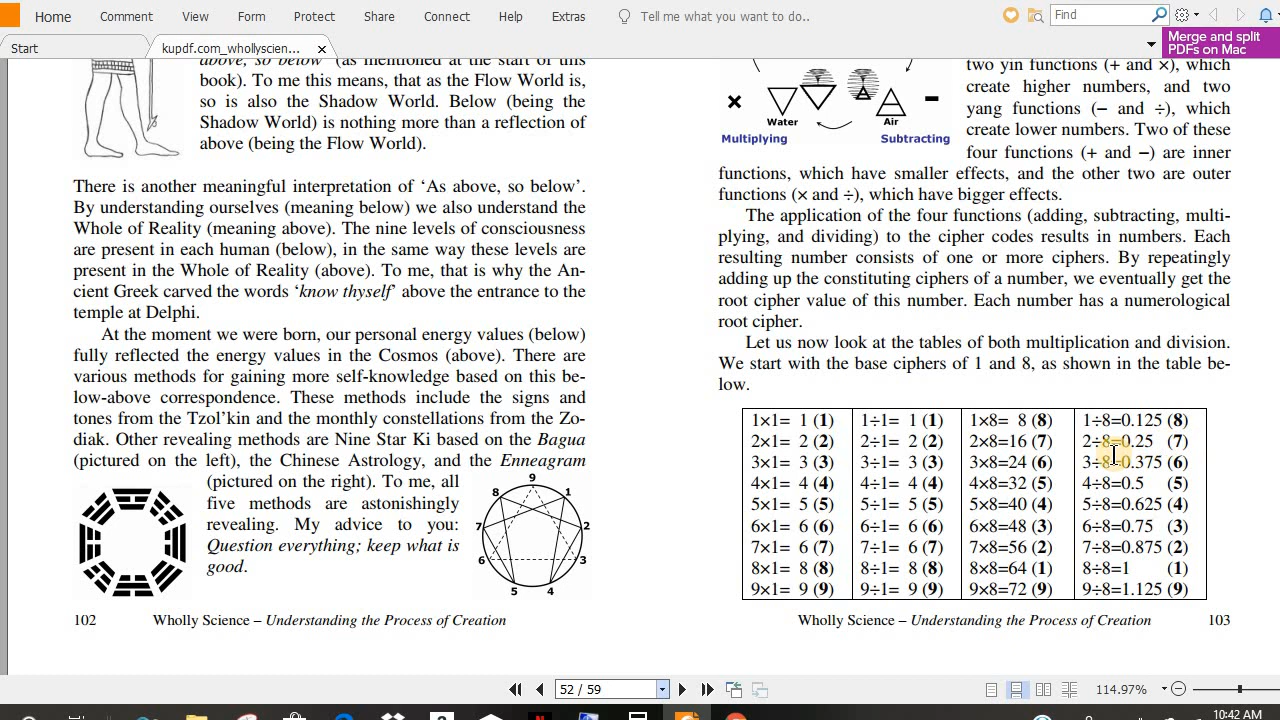 Home Comment View Form Protect Share Connect Help Extras Tell me what you want to do.. Find
Start kupdf.com_whollyscien... × Merge and split
PDFs on Mac
above, so below' (as mentioned at the start of this
book). To me this means, that as the Flow World is,
so is also the Shadow World. Below (being the
Shadow World) is nothing more than a reflection of
above (being the Flow World).
There is another meaningful interpretation of ‘As above, so below’.
By understanding ourselves (meaning below) we also understand the
Whole of Reality (meaning above). The nine levels of consciousness
are present in each human (below), in the same way these levels are
present in the Whole of Reality (above). To me, that is why the An-
cient Greek carved the words ‘know thyself’ above the entrance to the
temple at Delphi.
At the moment we were born, our personal energy values (below)
fully reflected the energy values in the Cosmos (above). There are
various methods for gaining more self-knowledge based on this be-
low-above correspondence. These methods include the signs and
tones from the Tzol’kin and the monthly constellations from the Zo-
diak. Other revealing methods are Nine Star Ki based on the Bagua
(pictured on the left), the Chinese Astrology, and the Enneagram
(pictured on the right). To me, all
five methods are astonishingly
revealing. My advice to you:
Question everything; keep what is
good.
9
8 1
7 2
6 3
5 4
102 Wholly Science – Understanding the Process of Creation
× Water Air −
Multiplying Subtracting
two yin functions (+ and ×), which
create higher numbers, and two
yang functions (− and ÷), which
create lower numbers. Two of these
four functions (+ and −) are inner
functions, which have smaller effects, and the other two are outer
functions (× and ÷), which have bigger effects.
The application of the four functions (adding, subtracting, multi-
plying, and dividing) to the cipher codes results in numbers. Each
resulting number consists of one or more ciphers. By repeatingly
adding up the constituting ciphers of a number, we eventually get the
root cipher value of this number. Each number has a numerological
root cipher.
Let us now look at the tables of both multiplication and division.
We start with the base ciphers of 1 and 8, as shown in the table be-
low.
1×1= 1 (1) 1÷1= 1 (1) 1×8= 8 (8) 1÷8=0.125 (8)
2×1= 2 (2) 2÷1= 2 (2) 2×8=16 (7) 2÷8=0.25 (7)
3×1= 3 (3) 3÷1= 3 (3) 3×8=24 (6) 3÷8=0.375 (6)
4×1= 4 (4) 4÷1= 4 (4) 4×8=32 (5) 4÷8=0.5 (5)
5×1= 5 (5) 5÷1= 5 (5) 5×8=40 (4) 5÷8=0.625 (4)
6×1= 6 (6) 6÷1= 6 (6) 6×8=48 (3) 6÷8=0.75 (3)
7×1= 6 (7) 7÷1= 6 (7) 7×8=56 (2) 7÷8=0.875 (2)
8×1= 8 (8) 8÷1= 8 (8) 8×8=64 (1) 8÷8=1 (1)
9×1= 9 (9) 9÷1= 9 (9) 9×8=72 (9) 9÷8=1.125 (9)
Wholly Science – Understanding the Process of Creation 103
52 / 59 114.97%
10:42 AM